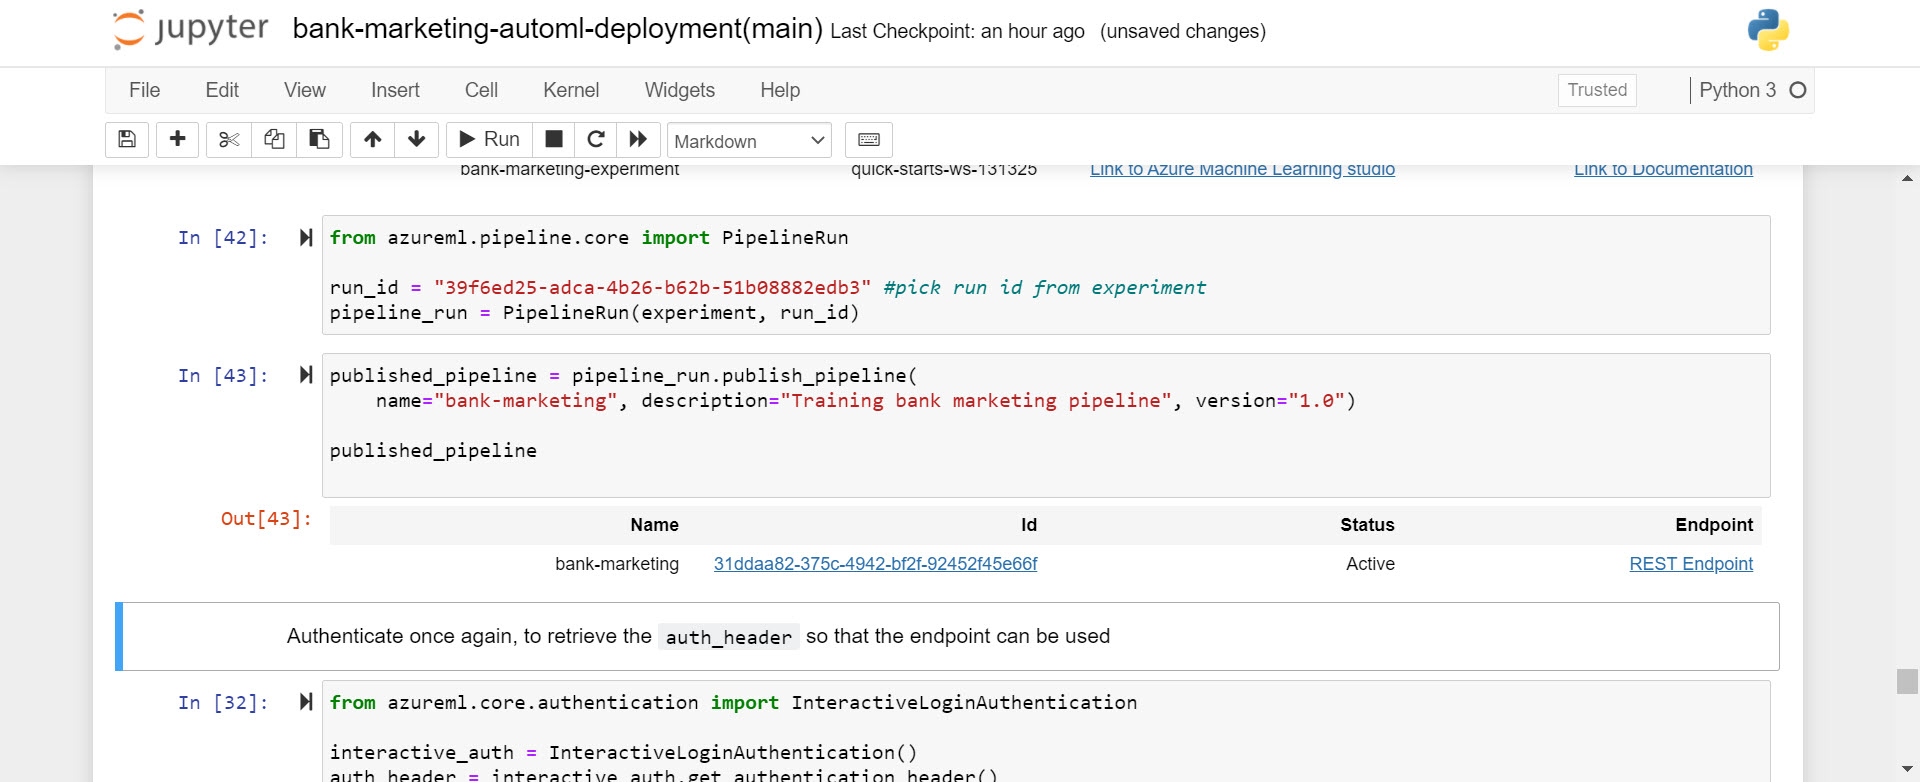 jupyter bank-marketing-automl-deployment(main) Last Checkpoint: an hour ago (unsaved changes)
File Edit View Insert Cell Kernel Widgets Help Trusted Python 3
Run Markdown
bank-marketing-experiment quick-starts-ws-131325 Link to Azure Machine Learning studio Link to Documentation
In [42]: from azureml.pipeline.core import PipelineRun
run_id = "39f6ed25-adca-4b26-b62b-51b08882edb3" #pick run id from experiment
pipeline_run = PipelineRun(experiment, run_id)
In [43]: published_pipeline = pipeline_run.publish_pipeline(
name="bank-marketing", description="Training bank marketing pipeline", version="1.0")
published_pipeline
Out[43]: Name Id Status Endpoint
bank-marketing 31ddaa82-375c-4942-bf2f-92452f45e66f Active REST Endpoint
Authenticate once again, to retrieve the auth_header so that the endpoint can be used
In [32]: from azureml.core.authentication import InteractiveLoginAuthentication
interactive_auth = InteractiveLoginAuthentication()
auth_header = interactive_auth.get_authentication_header()